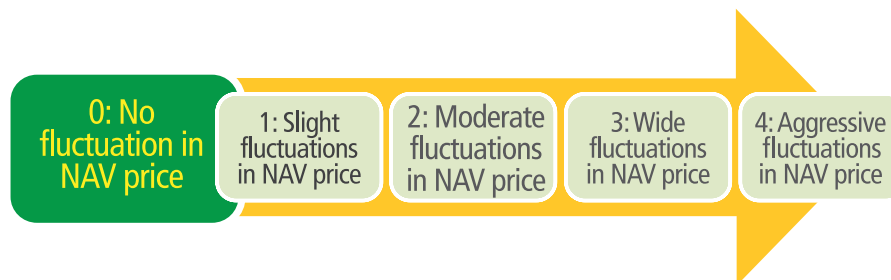 0: No
fluctuation in
NAV price
1: Slight
fluctuations
in NAV price
2: Moderate
fluctuations
in NAV price
3: Wide
fluctuations
in NAV price
4: Aggressive
fluctuations
in NAV price